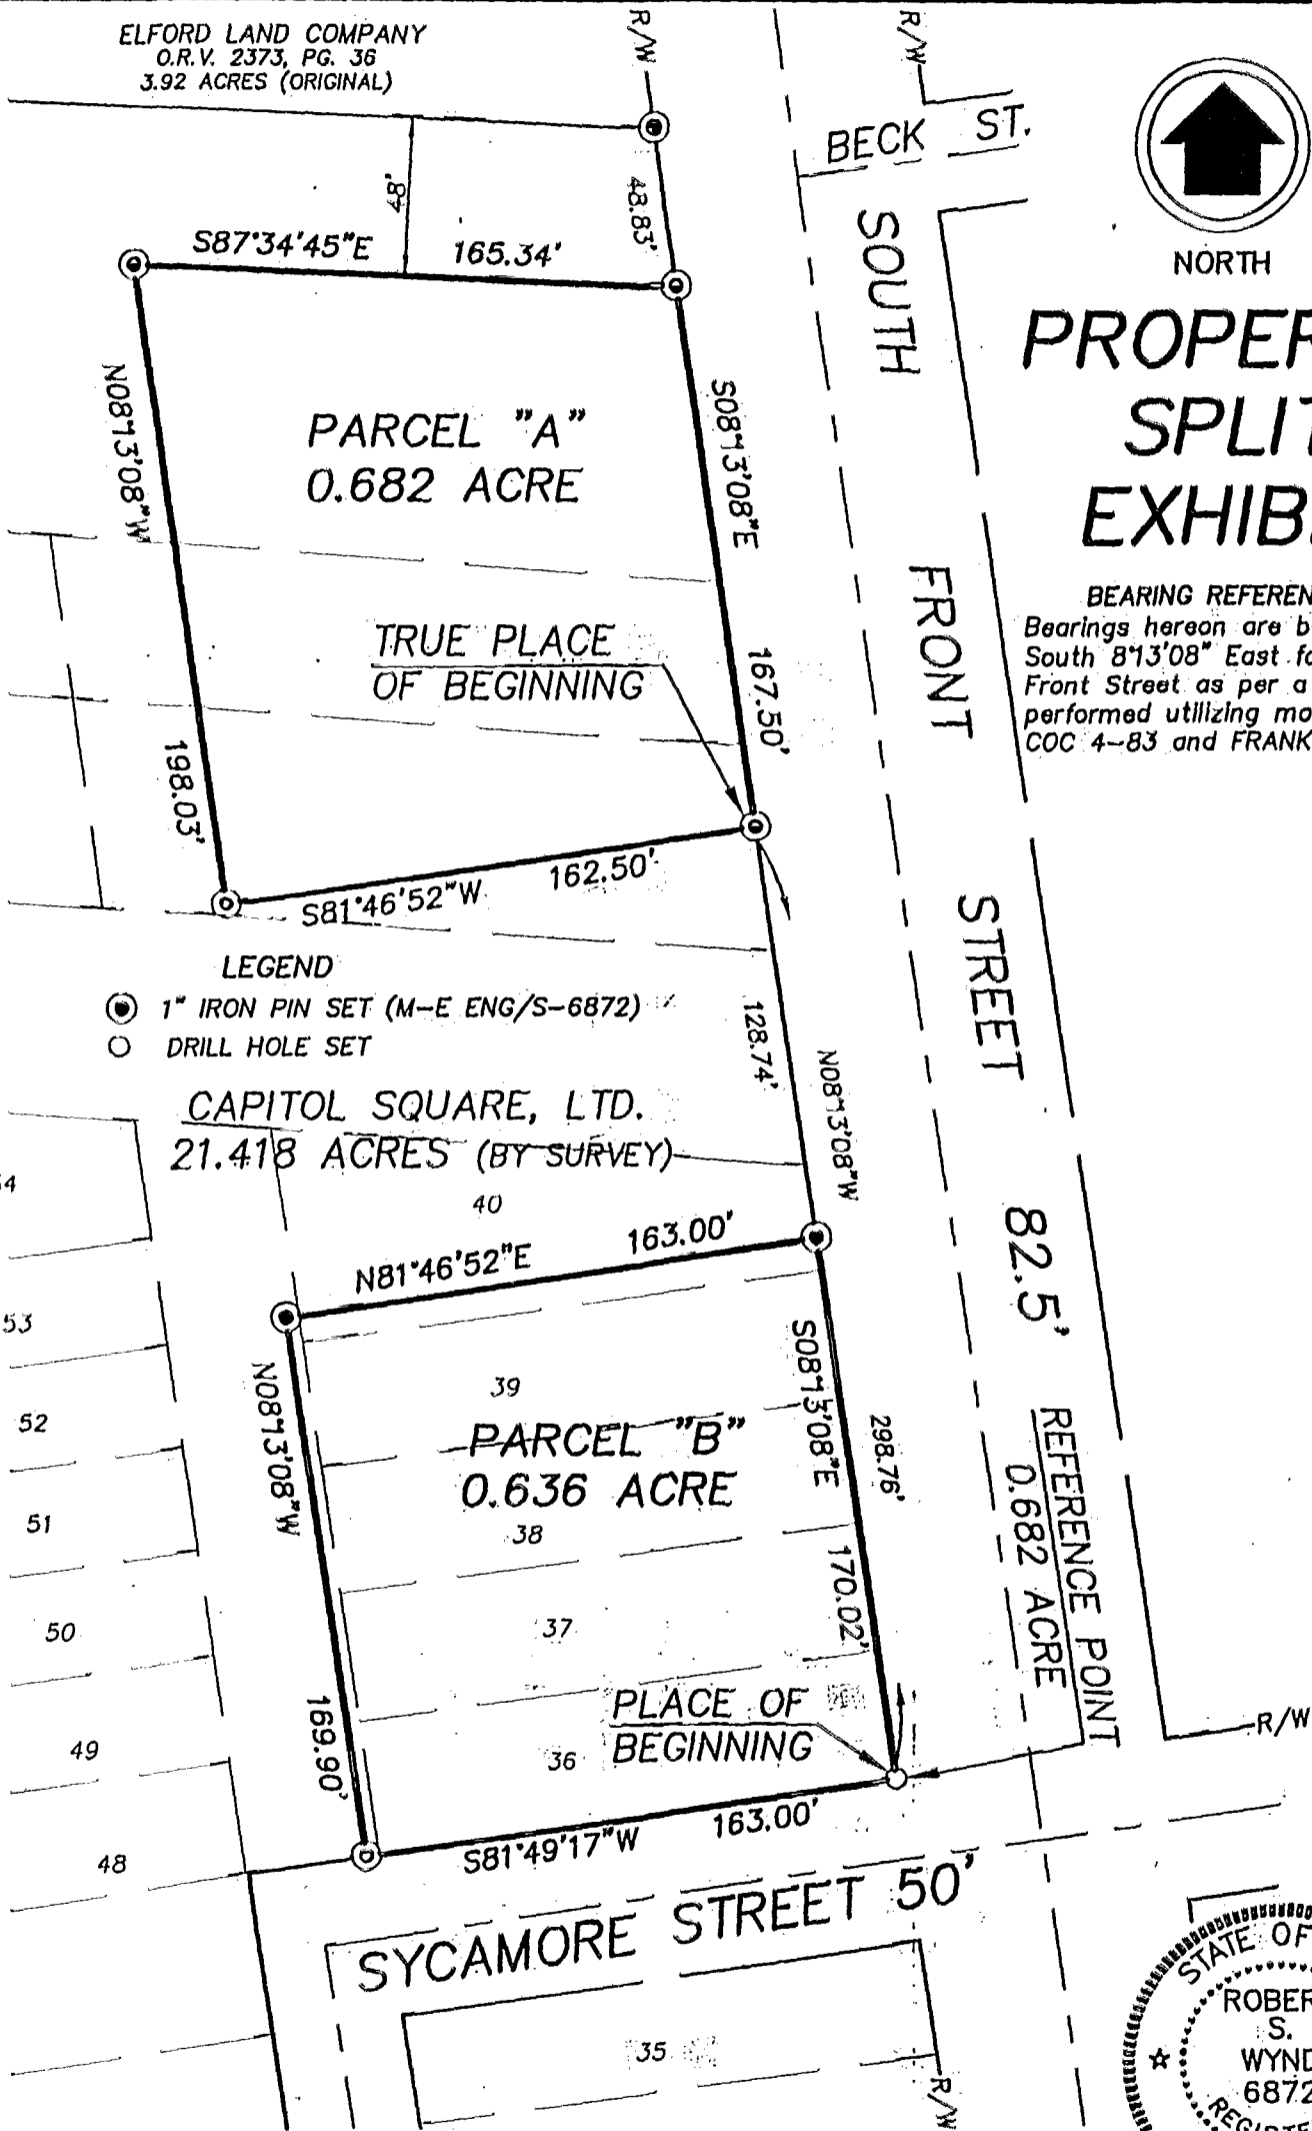 ELFORD LAND COMPANY
O.R.V. 2373, PG. 36
3.92 ACRES (ORIGINAL)
R/W
R/W
BECK ST.
NORTH
48'
48.83'
S87°34'45"E 165.34'
SOUTH FRONT STREET 82.5'
PROPER
SPLIT
EXHIB
N08°13'08"W
198.03'
PARCEL "A"
0.682 ACRE
S08°13'08"E
167.50'
BEARING REFEREN
Bearings hereon are b
South 8°13'08" East fo
Front Street as per a
performed utilizing mo
COC 4-83 and FRANK
TRUE PLACE
OF BEGINNING
S81°46'52"W 162.50'
LEGEND
1" IRON PIN SET (M-E ENG/S-6872)
DRILL HOLE SET
128.74'
N08°13'08"W
CAPITOL SQUARE, LTD.
21.418 ACRES (BY SURVEY)
40
N81°46'52"E 163.00'
53
52
51
50
49
48
N08°13'08"W
169.90'
39
PARCEL "B"
0.636 ACRE
38
37
36
S08°13'08"E
298.76'
170.02'
REFERENCE POINT
0.682 ACRE
PLACE OF
BEGINNING
R/W
S81°49'17"W 163.00'
SYCAMORE STREET 50'
35
R/W
STATE OF
ROBER
S.
WYND
6872
REGISTE